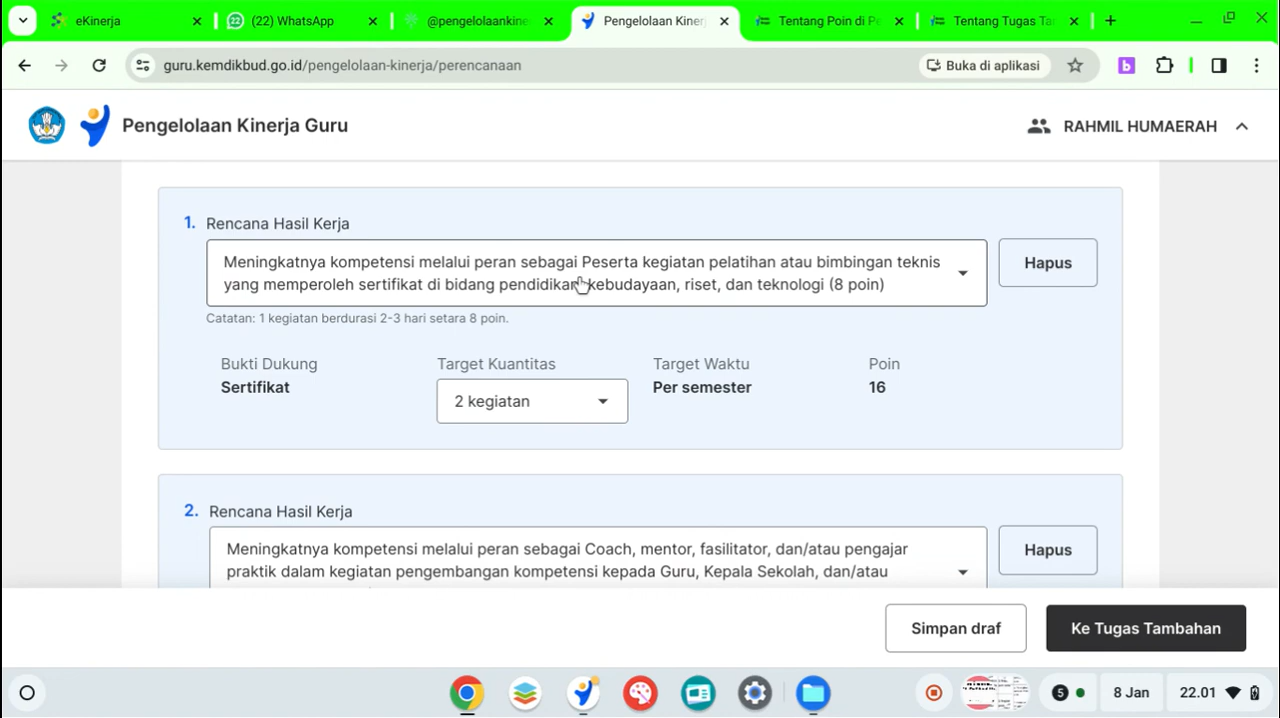 eKinerja
(22) WhatsApp
@pengelolaankine
Pengelolaan Kiner
Tentang Poin di Pe
Tentang Tugas Ta
guru.kemdikbud.go.id/pengelolaan-kinerja/perencanaan
Buka di aplikasi
Pengelolaan Kinerja Guru
RAHMIL HUMAERAH
1. Rencana Hasil Kerja
Meningkatnya kompetensi melalui peran sebagai Peserta kegiatan pelatihan atau bimbingan teknis
yang memperoleh sertifikat di bidang pendidikan, kebudayaan, riset, dan teknologi (8 poin)
Hapus
Catatan: 1 kegiatan berdurasi 2-3 hari setara 8 poin.
Bukti Dukung
Sertifikat
Target Kuantitas
2 kegiatan
Target Waktu
Per semester
Poin
16
2. Rencana Hasil Kerja
Meningkatnya kompetensi melalui peran sebagai Coach, mentor, fasilitator, dan/atau pengajar
praktik dalam kegiatan pengembangan kompetensi kepada Guru, Kepala Sekolah, dan/atau
Hapus
Simpan draf
Ke Tugas Tambahan
5
8 Jan
22.01